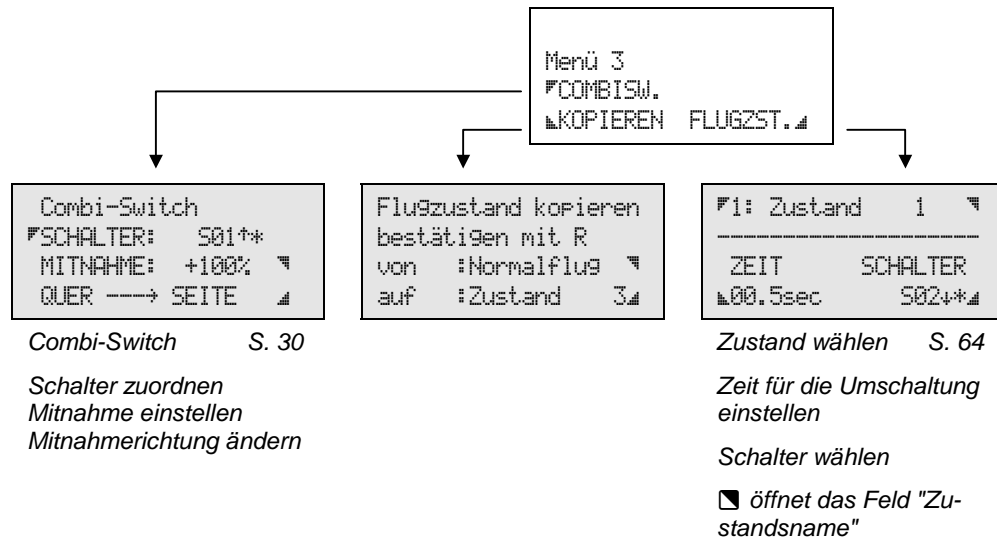 Menü 3
COMBISW.
KOPIEREN FLUGZST.
Combi-Switch
SCHALTER: S01↑*
MITNAHME: +100%
QUER ---→ SEITE
Flugzustand kopieren
bestätigen mit R
von :Normalflug
auf :Zustand 3
1: Zustand 1
--------------------
ZEIT SCHALTER
00.5sec S02↓*
Combi-Switch S. 30
Schalter zuordnen
Mitnahme einstellen
Mitnahmerichtung ändern
Zustand wählen S. 64
Zeit für die Umschaltung
einstellen
Schalter wählen
öffnet das Feld "Zu-
standsname"